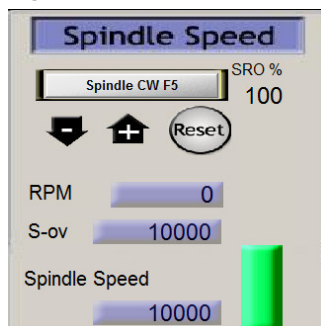 Spindle Speed
Spindle CW F5
SRO %
100
- + Reset
RPM 0
S-ov 10000
Spindle Speed
10000